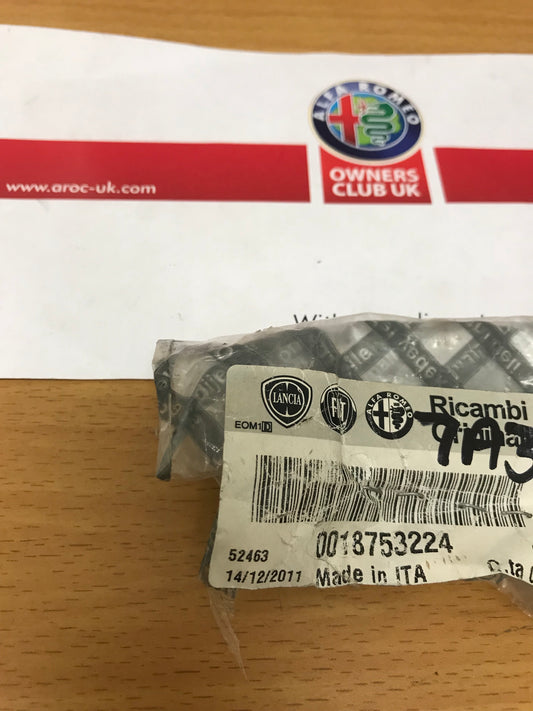 ALFA ROMEO
OWNERS
CLUB UK
www.aroc-uk.com
LANCIA
FIAT
ALFA ROMEO
Ricambi
EOM1D
7A3
0018753224
52463
14/12/2011 Made in ITA